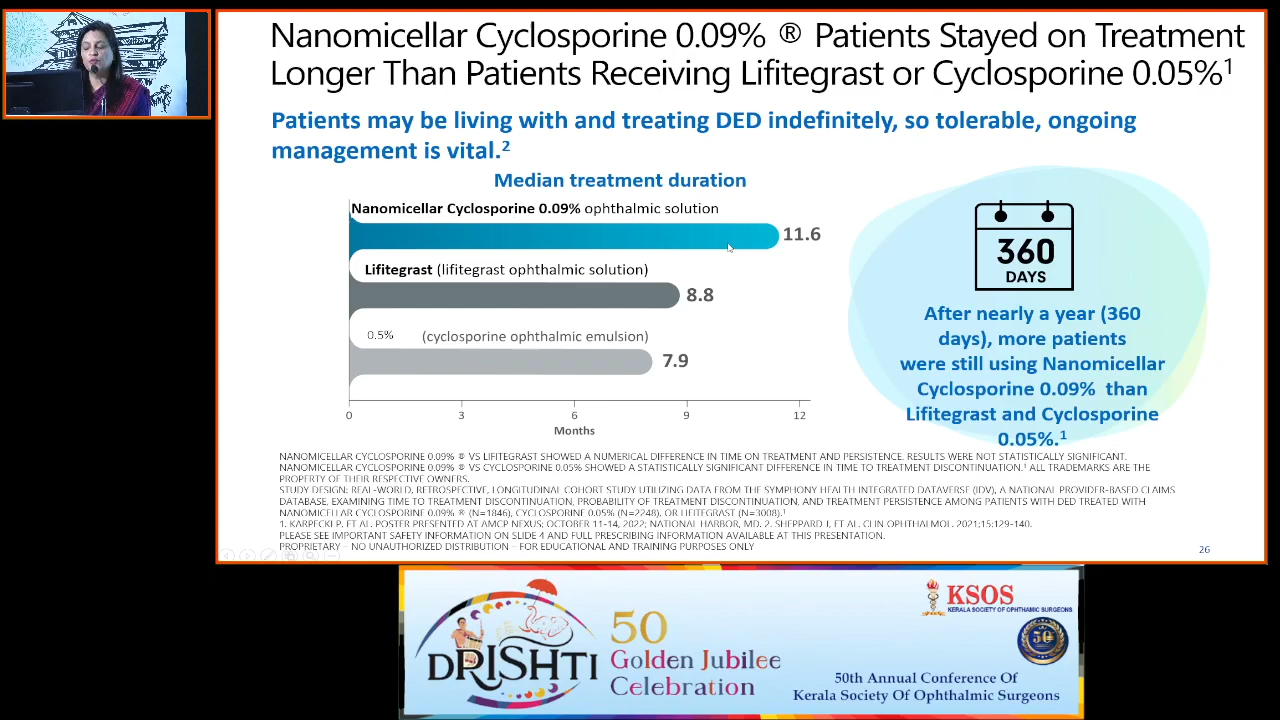 Nanomicellar Cyclosporine 0.09% ® Patients Stayed on Treatment
Longer Than Patients Receiving Lifitegrast or Cyclosporine 0.05%1
Patients may be living with and treating DED indefinitely, so tolerable, ongoing
management is vital.2
Median treatment duration
Nanomicellar Cyclosporine 0.09% ophthalmic solution
11.6
Lifitegrast (lifitegrast ophthalmic solution)
8.8
0.5% (cyclosporine ophthalmic emulsion)
7.9
0 3 6 9 12
Months
360
DAYS
After nearly a year (360
days), more patients
were still using Nanomicellar
Cyclosporine 0.09% than
Lifitegrast and Cyclosporine
0.05%.1
NANOMICELLAR CYCLOSPORINE 0.09% ® VS LIFITEGRAST SHOWED A NUMERICAL DIFFERENCE IN TIME ON TREATMENT AND PERSISTENCE. RESULTS WERE NOT STATISTICALLY SIGNIFICANT.
NANOMICELLAR CYCLOSPORINE 0.09% ® VS CYCLOSPORINE 0.05% SHOWED A STATISTICALLY SIGNIFICANT DIFFERENCE IN TIME TO TREATMENT DISCONTINUATION.1 ALL TRADEMARKS ARE THE
PROPERTY OF THEIR RESPECTIVE OWNERS.
STUDY DESIGN: REAL-WORLD, RETROSPECTIVE, LONGITUDINAL COHORT STUDY UTILIZING DATA FROM THE SYMPHONY HEALTH INTEGRATED DATAVERSE (IDV), A NATIONAL PROVIDER-BASED CLAIMS
DATABASE, EXAMINING TIME TO TREATMENT DISCONTINUATION, PROBABILITY OF TREATMENT DISCONTINUATION, AND TREATMENT PERSISTENCE AMONG PATIENTS WITH DED TREATED WITH
NANOMICELLAR CYCLOSPORINE 0.09% ® (N=1846), CYCLOSPORINE 0.05% (N=2248), OR LIFITEGRAST (N=3008).1
1. KARPECKI P. ET AL. POSTER PRESENTED AT AMCP NEXUS; OCTOBER 11-14, 2022; NATIONAL HARBOR, MD. 2. SHEPPARD J, ET AL. CLIN OPHTHALMOL. 2021;15:129-140.
PLEASE SEE IMPORTANT SAFETY INFORMATION ON SLIDE 4 AND FULL PRESCRIBING INFORMATION AVAILABLE AT THIS PRESENTATION.
PROPRIETARY – NO UNAUTHORIZED DISTRIBUTION – FOR EDUCATIONAL AND TRAINING PURPOSES ONLY
26
DRISHTI
50
Golden Jubilee
Celebration
KSOS
KERALA SOCIETY OF OPHTHAMIC SURGEONS
50
50th Annual Conference Of
Kerala Society Of Ophthalmic Surgeons